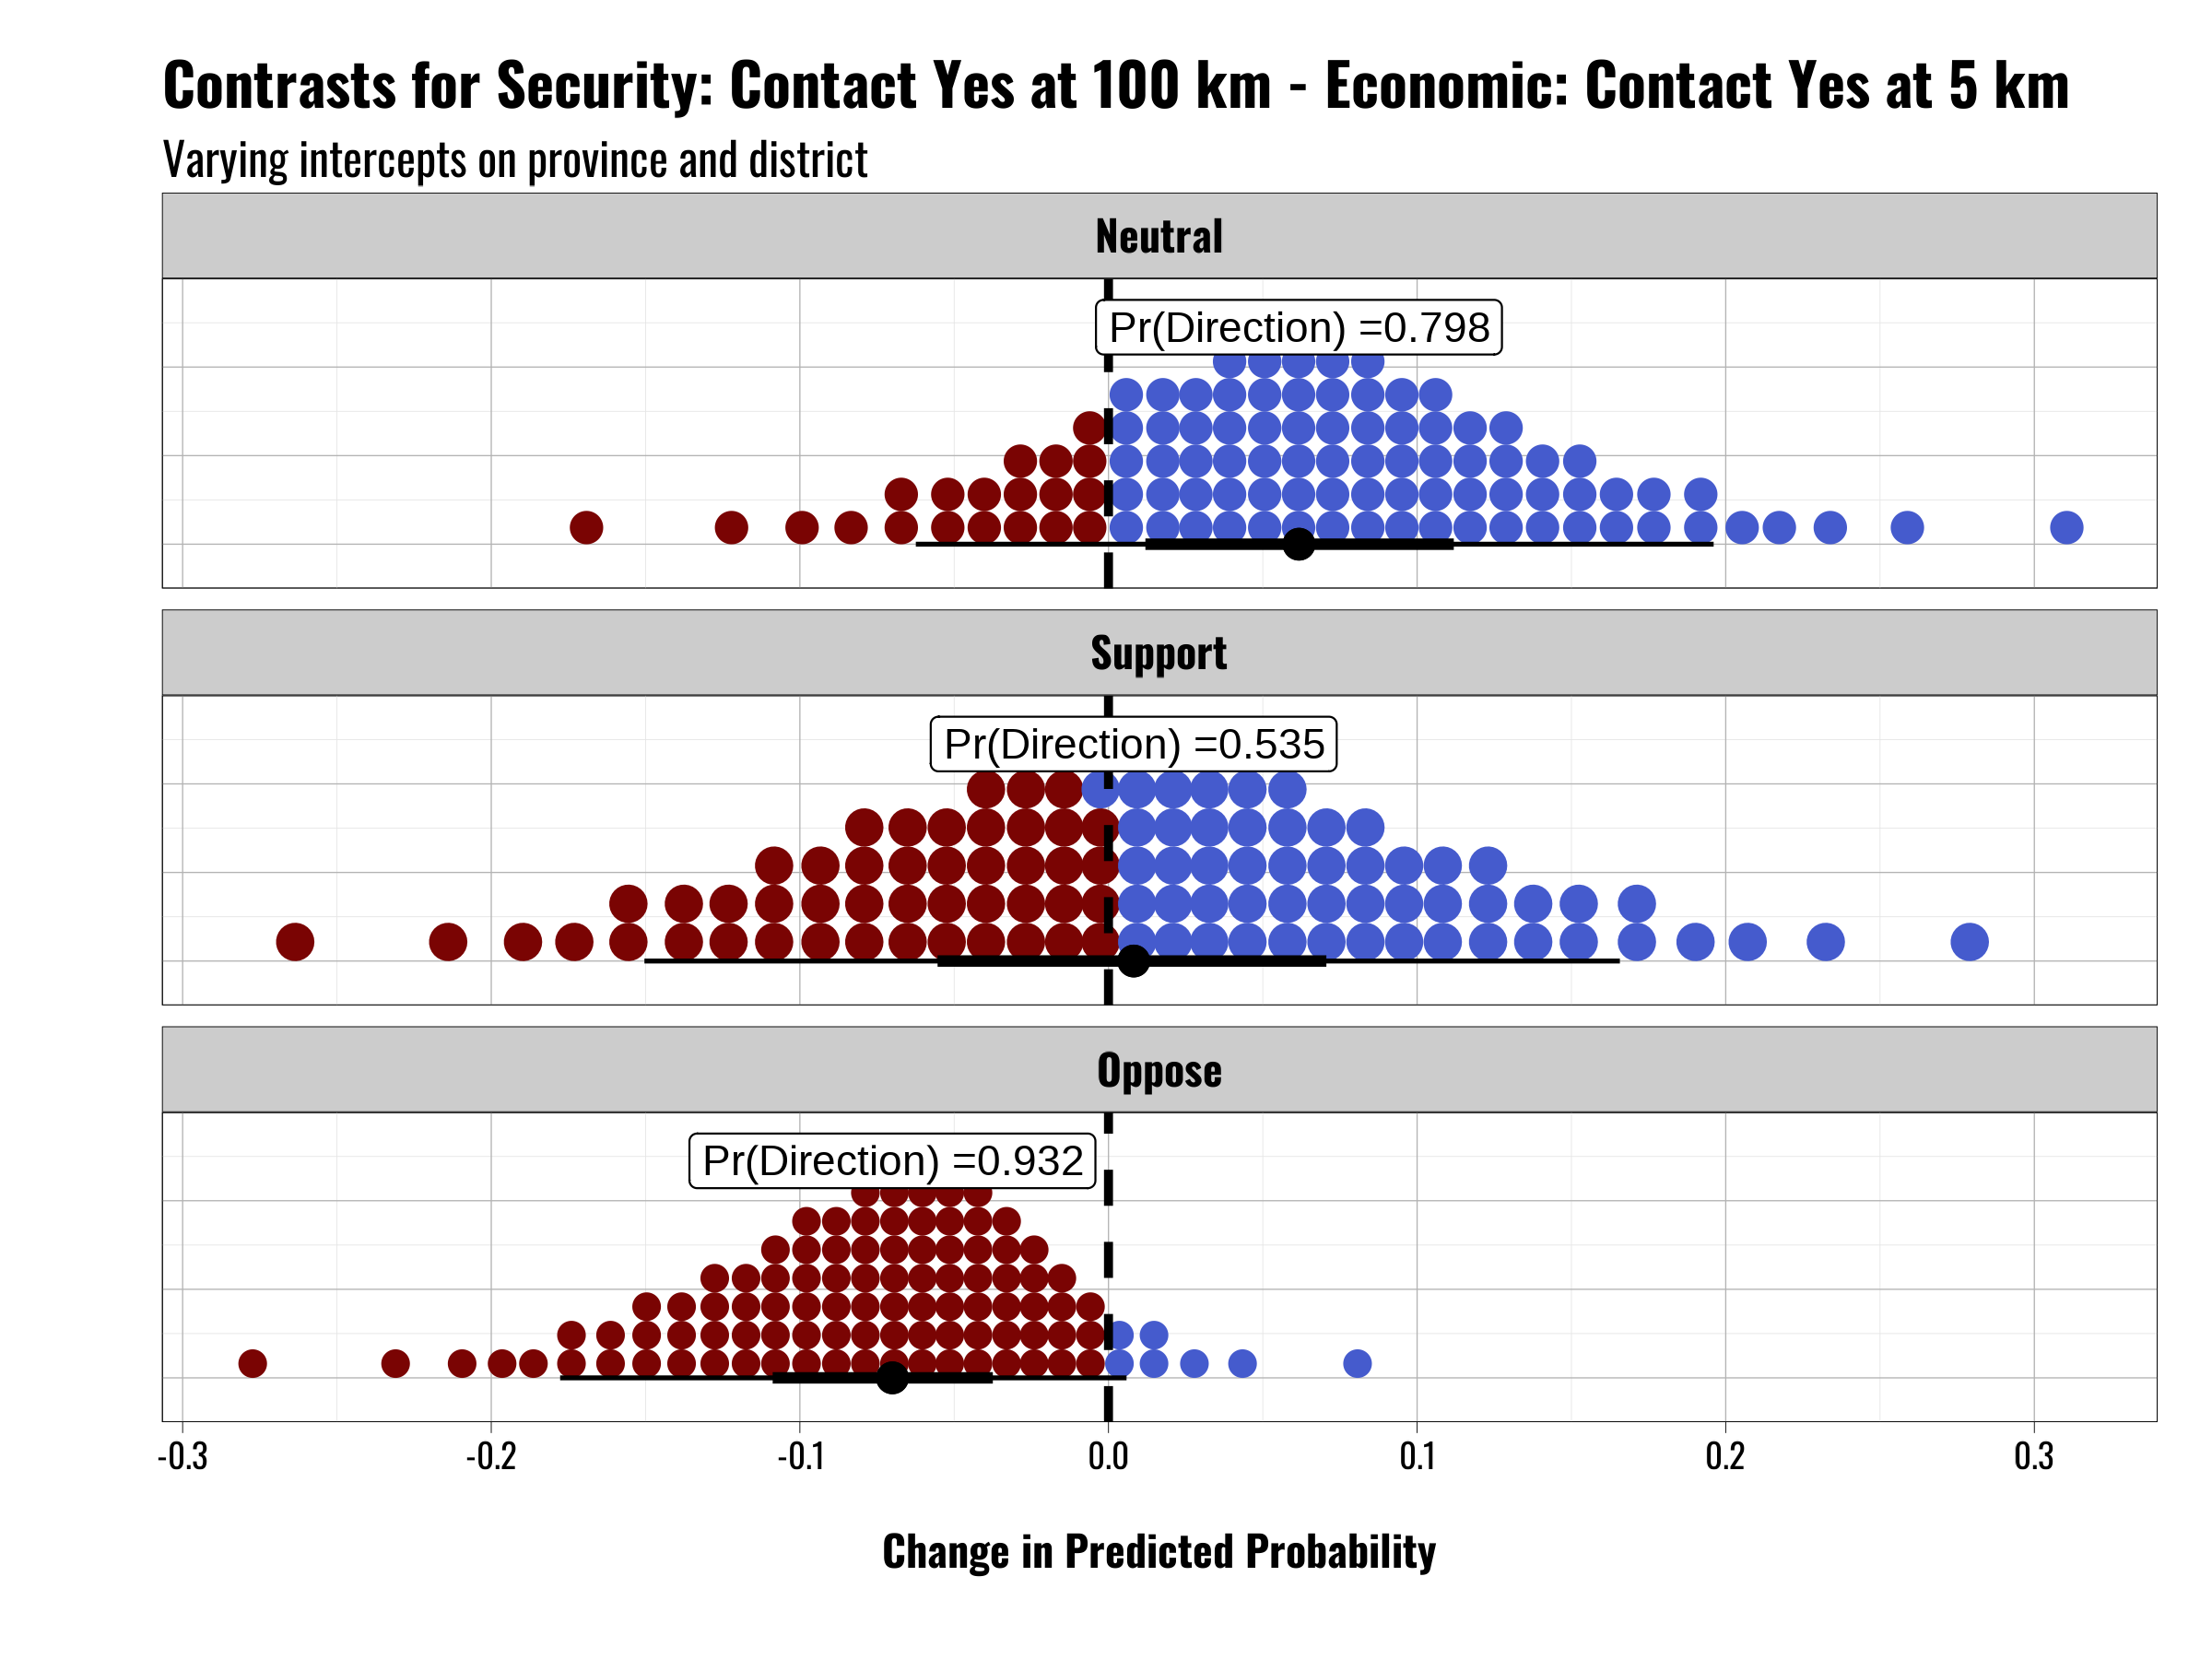 Contrasts for Security: Contact Yes at 100 km - Economic: Contact Yes at 5 km
Varying intercepts on province and district
Neutral
Pr(Direction) =0.798
Support
Pr(Direction) =0.535
Oppose
Pr(Direction) =0.932
-0.3 -0.2 -0.1 0.0 0.1 0.2 0.3
Change in Predicted Probability